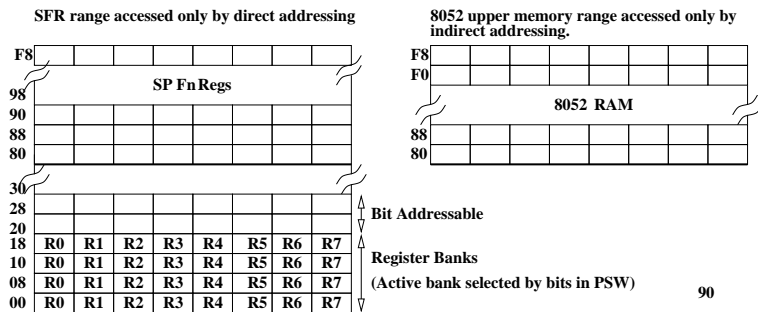 SFR range accessed only by direct addressing
F8
SP Fn Regs
98
90
88
80
30
28
20
18 R0 R1 R2 R3 R4 R5 R6 R7
10 R0 R1 R2 R3 R4 R5 R6 R7
08 R0 R1 R2 R3 R4 R5 R6 R7
00 R0 R1 R2 R3 R4 R5 R6 R7
Bit Addressable
Register Banks
(Active bank selected by bits in PSW)
8052 upper memory range accessed only by
indirect addressing.
F8
F0
8052 RAM
88
80
90